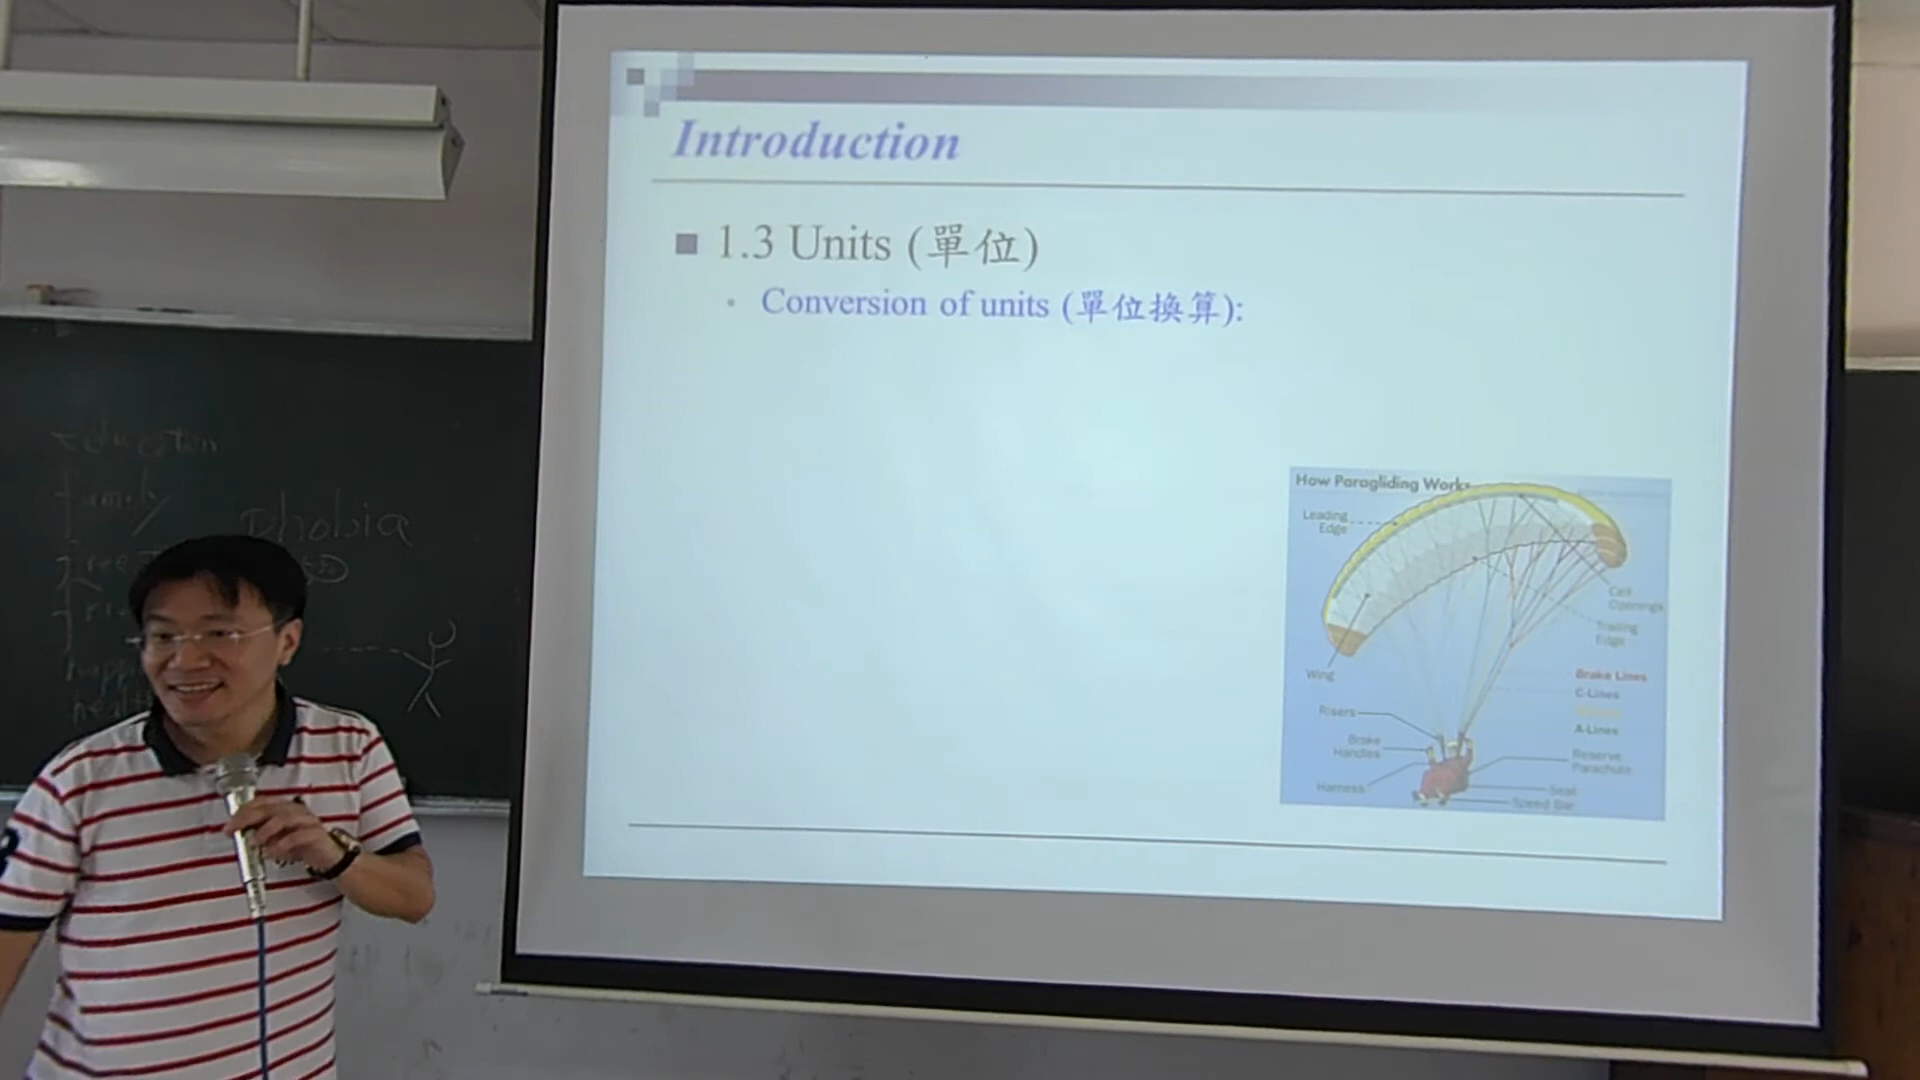 Introduction
1.3 Units (單位)
Conversion of units (單位換算):
How Paragliding Works
Leading
Edge
Cell
Openings
Trailing
Edge
Wing
Brake Lines
C-Lines
A-Lines
Risers
Brake
Handles
Reserve
Parachute
Harness
Seat
Speed Bar
family
Phobia